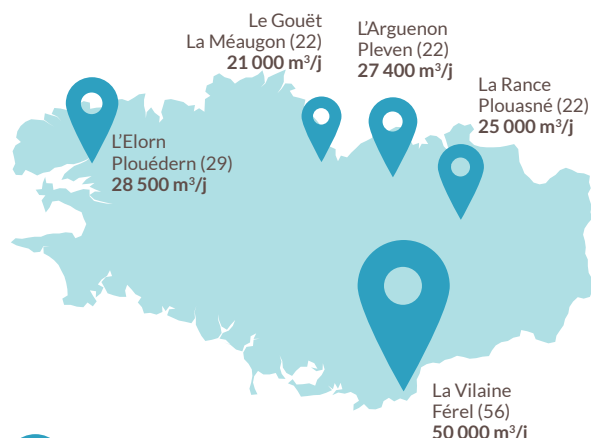 Le Gouët
La Méaugon (22)
21 000 m³/j
L’Arguenon
Pleven (22)
27 400 m³/j
La Rance
Plouasné (22)
25 000 m³/j
L’Elorn
Plouédern (29)
28 500 m³/j
La Vilaine
Férel (56)
50 000 m³/j